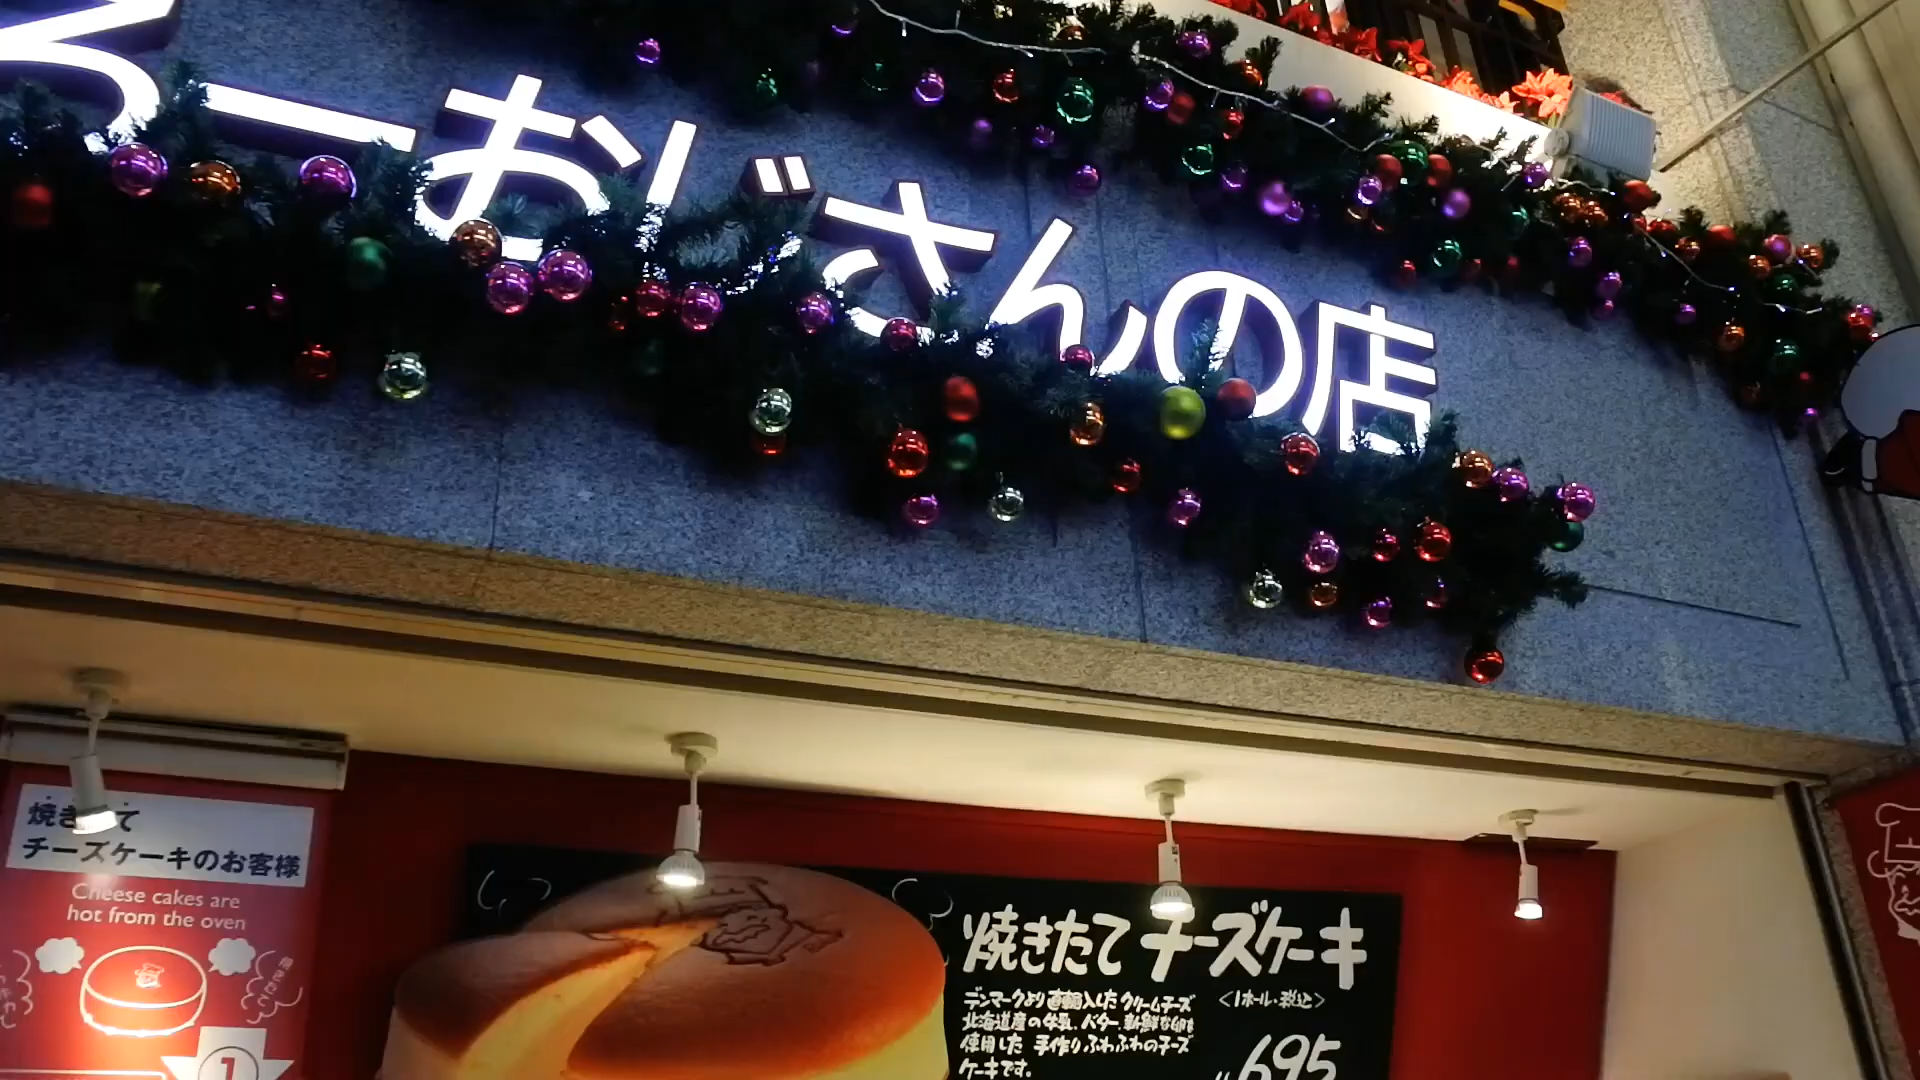 ろーおじさんの店
焼きたて
チーズケーキのお客様
Cheese cakes are
hot from the oven
1
焼きたて チーズケーキ
<1ホール・税込>
デンマークより直輸入したクリームチーズ
北海道産の牛乳、バター、新鮮な卵を
使用した 手作りふわふわのチーズ
ケーキです。
¥695